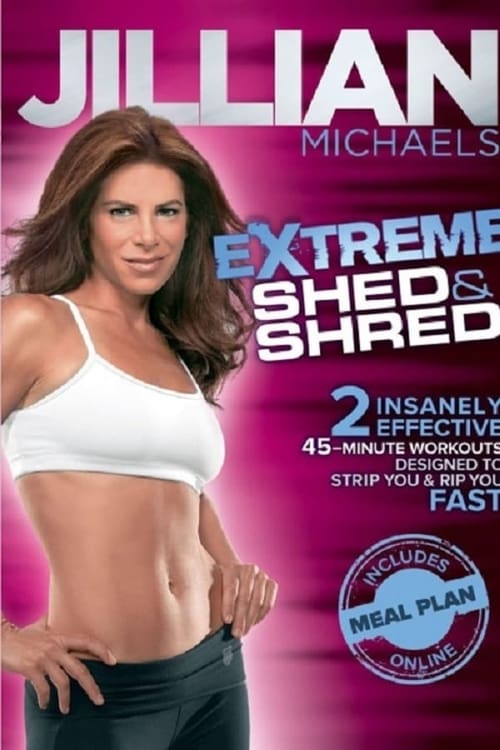 JILLIAN
MICHAELS
EXTREME
SHED &
SHRED
2 INSANELY
EFFECTIVE
45-MINUTE WORKOUTS
DESIGNED TO
STRIP YOU & RIP YOU
FAST
INCLUDES
MEAL PLAN
ONLINE